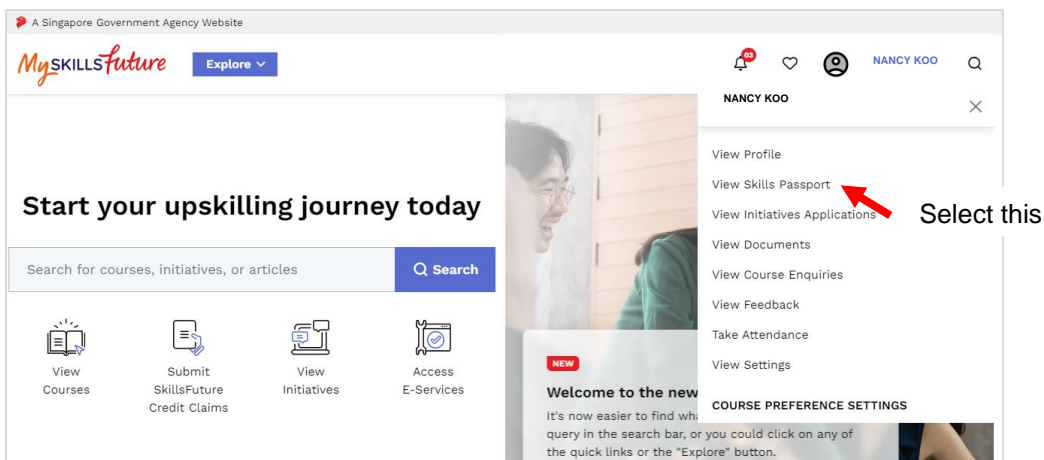 A Singapore Government Agency Website
MySKILLSfuture
Explore
03
NANCY KOO
NANCY KOO
View Profile
View Skills Passport
View Initiatives Applications
View Documents
View Course Enquiries
View Feedback
Take Attendance
View Settings
COURSE PREFERENCE SETTINGS
Select this
Start your upskilling journey today
Search for courses, initiatives, or articles
Search
View
Courses
Submit
SkillsFuture
Credit Claims
View
Initiatives
Access
E-Services
NEW
Welcome to the new
It's now easier to find
query in the search bar, or you could click on any of
the quick links or the "Explore" button.